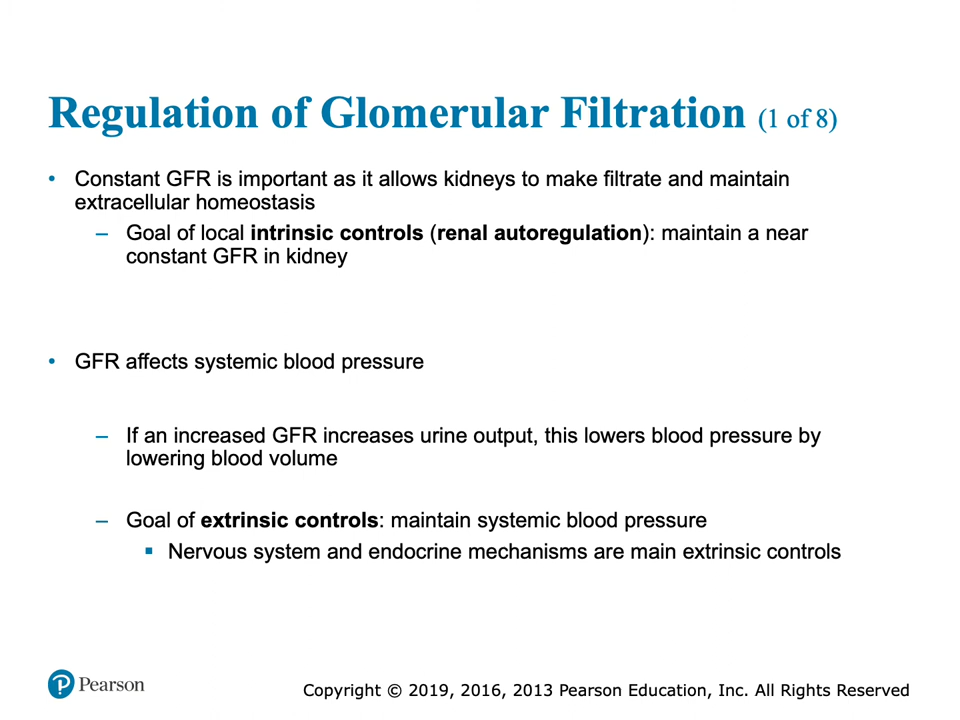 Regulation of Glomerular Filtration (1 of 8)
• Constant GFR is important as it allows kidneys to make filtrate and maintain
extracellular homeostasis
– Goal of local intrinsic controls (renal autoregulation): maintain a near
constant GFR in kidney
• GFR affects systemic blood pressure
– If an increased GFR increases urine output, this lowers blood pressure by
lowering blood volume
– Goal of extrinsic controls: maintain systemic blood pressure
▪ Nervous system and endocrine mechanisms are main extrinsic controls
Pearson
Copyright © 2019, 2016, 2013 Pearson Education, Inc. All Rights Reserved